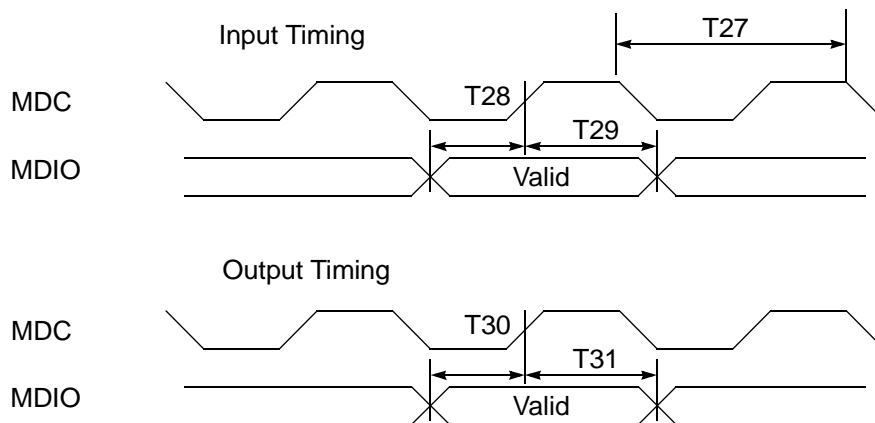 Input Timing
T27
MDC
T28
T29
MDIO
Valid
Output Timing
MDC
T30
T31
MDIO
Valid